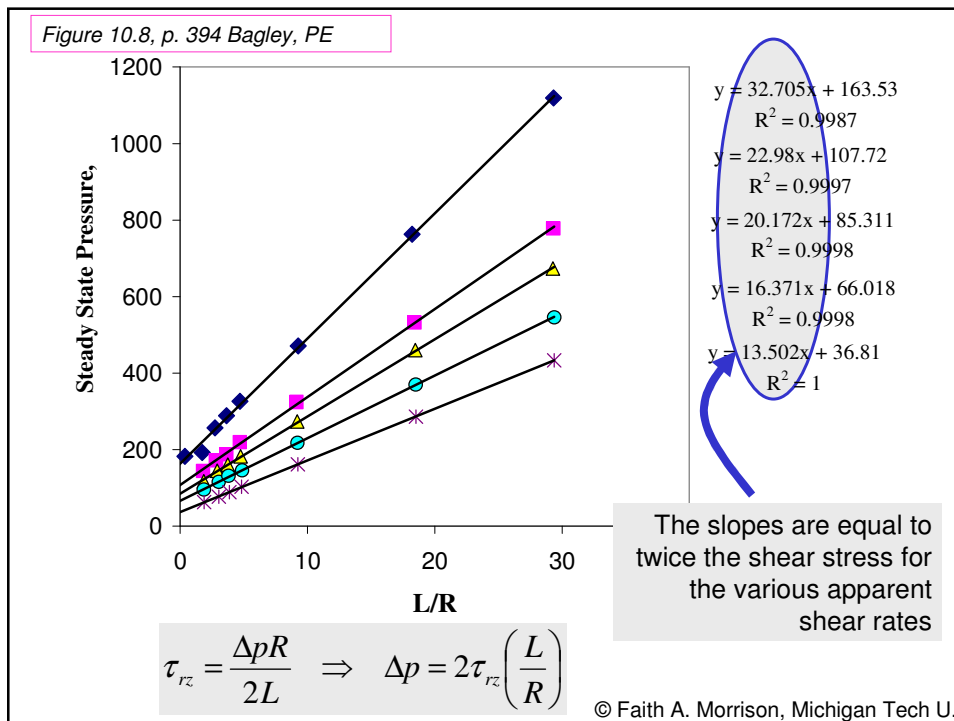 Figure 10.8, p. 394 Bagley, PE
1200
1000
800
600
400
200
0
Steady State Pressure,
0 10 20 30
L/R
y = 32.705x + 163.53
R² = 0.9987
y = 22.98x + 107.72
R² = 0.9997
y = 20.172x + 85.311
R² = 0.9998
y = 16.371x + 66.018
R² = 0.9998
y = 13.502x + 36.81
R² = 1
The slopes are equal to
twice the shear stress for
the various apparent
shear rates
τrz = ΔpR / 2L ⇒ Δp = 2τrz (L / R)
© Faith A. Morrison, Michigan Tech U.